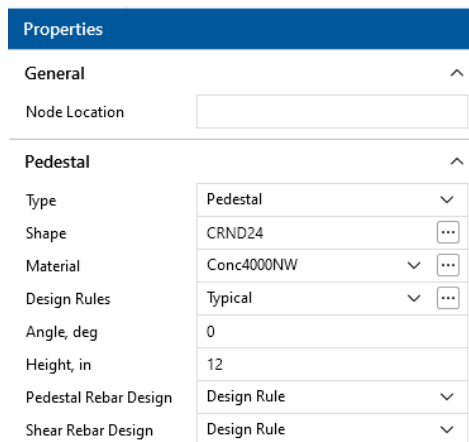 Properties
General
Node Location
Pedestal
Type Pedestal
Shape CRND24
Material Conc4000NW
Design Rules Typical
Angle, deg 0
Height, in 12
Pedestal Rebar Design Design Rule
Shear Rebar Design Design Rule